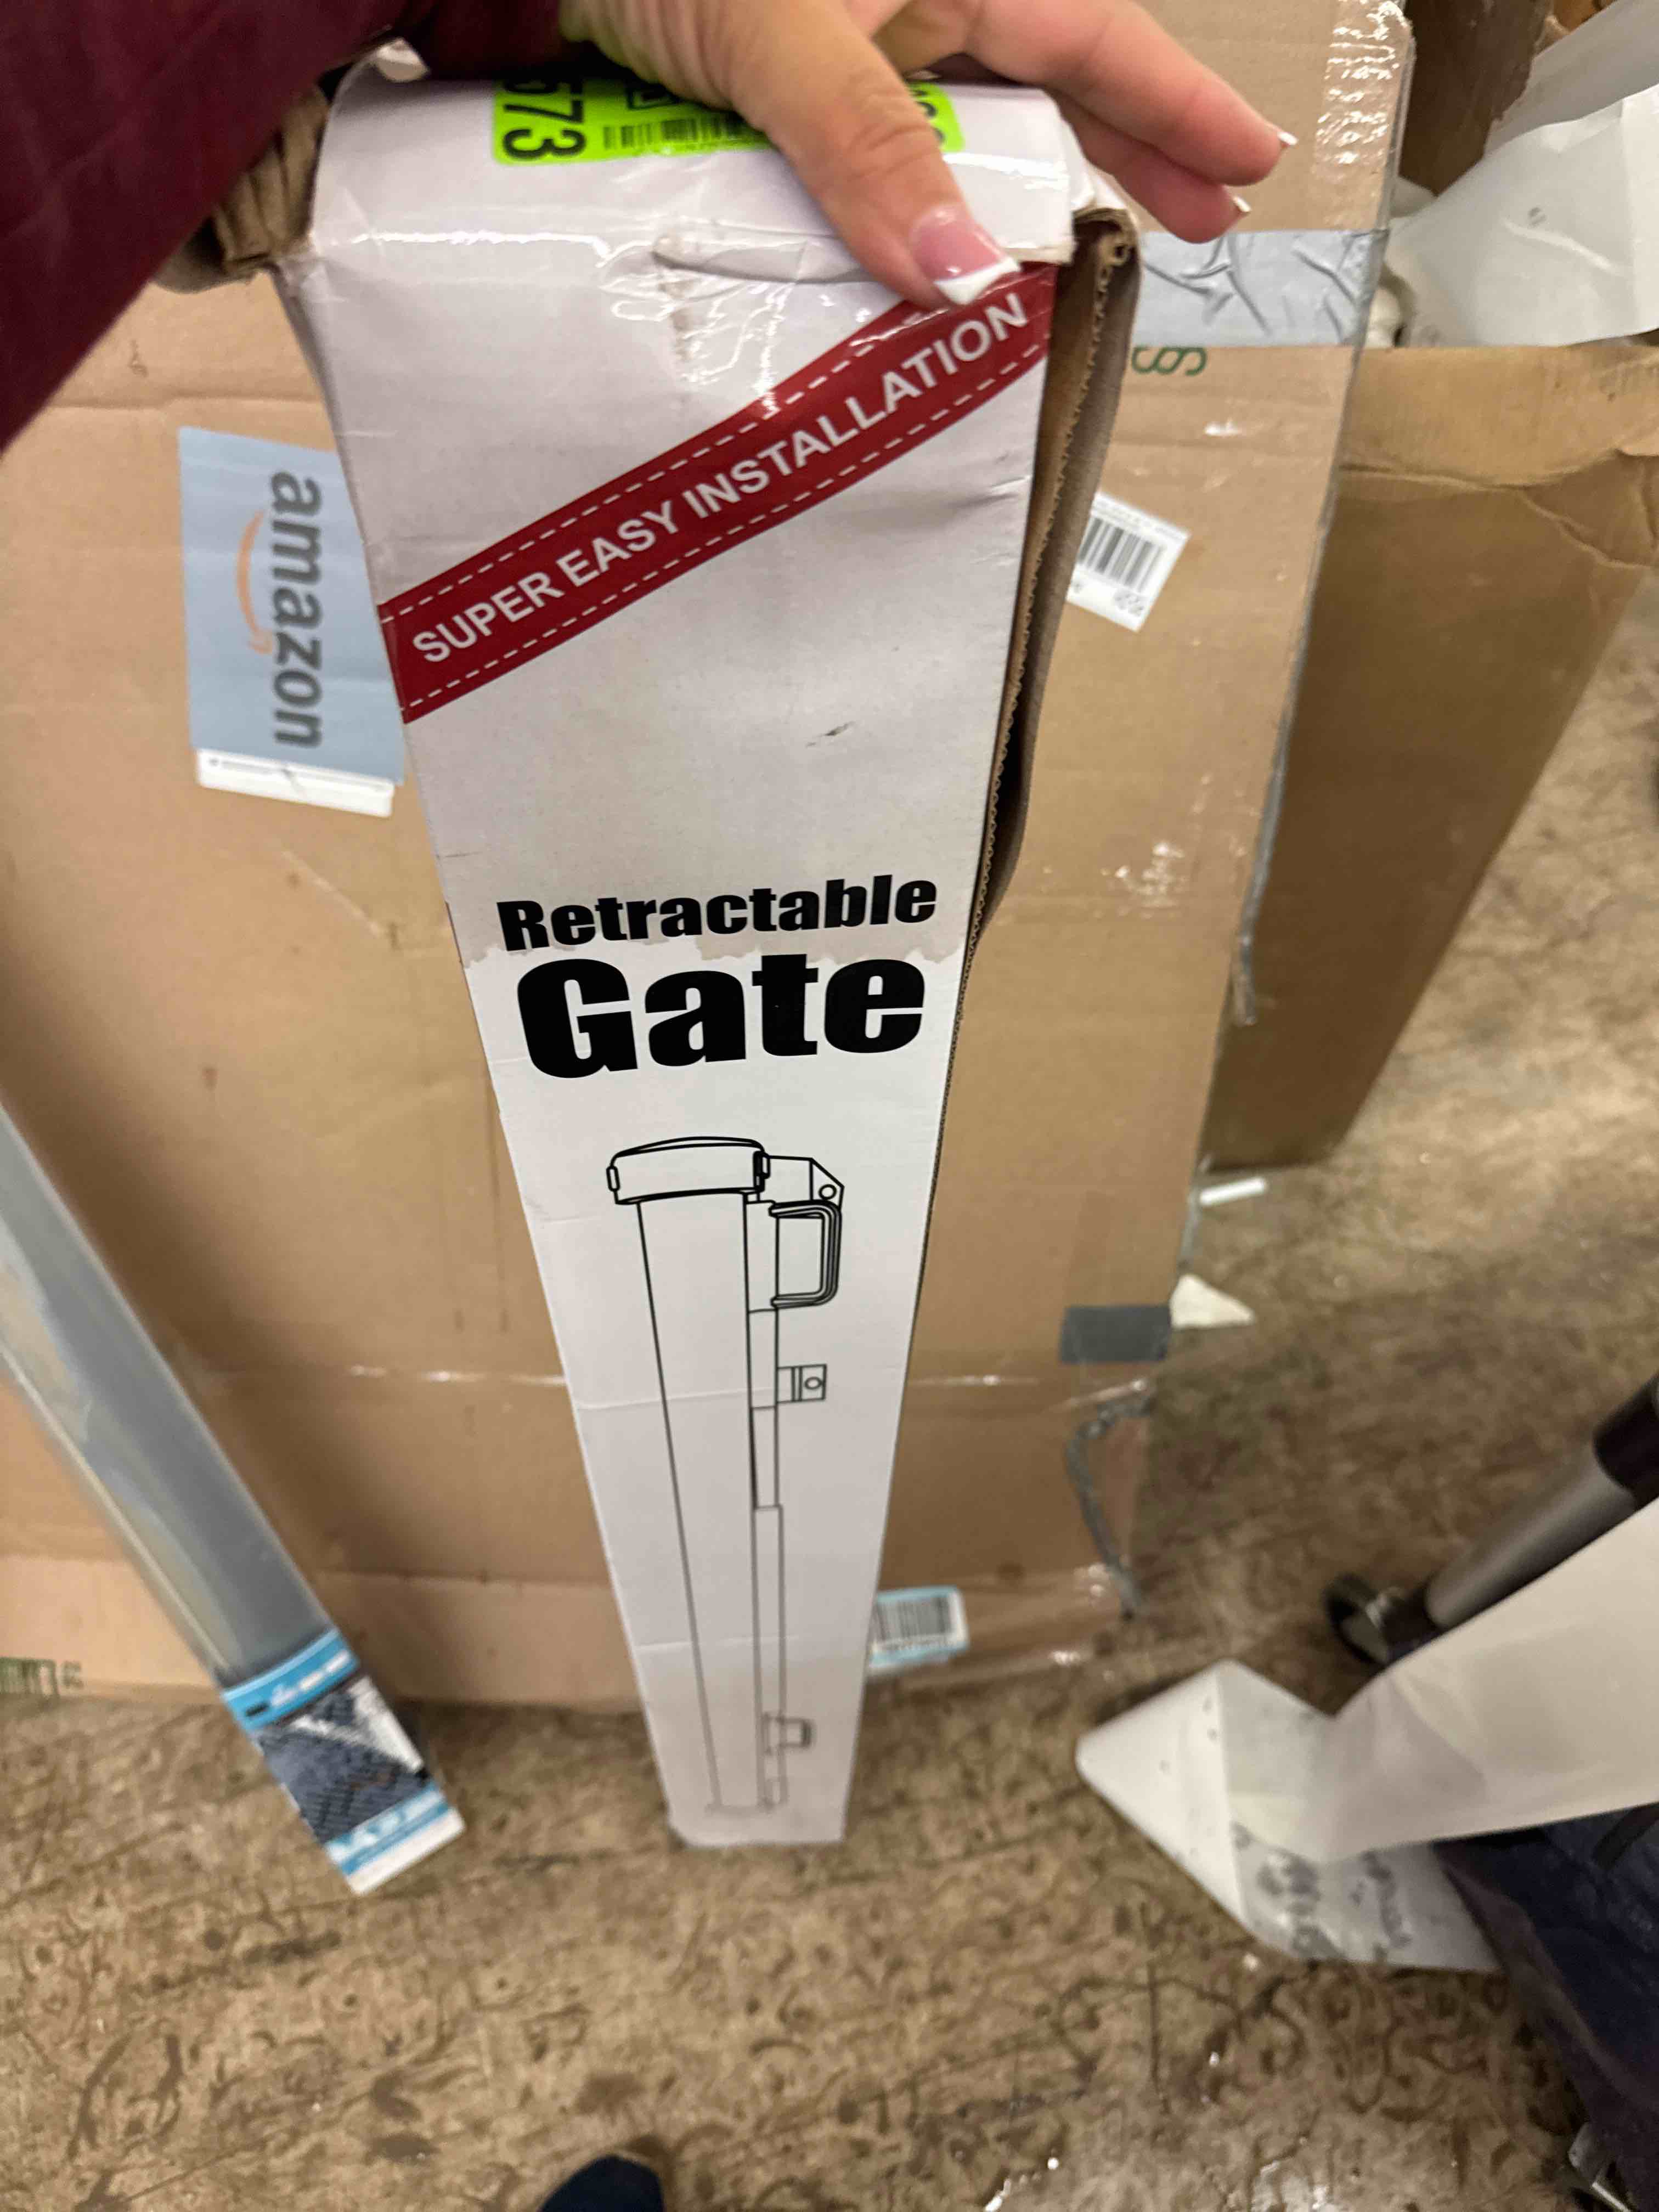 573
SUPER EASY INSTALLATION
amazon
Retractable
Gate